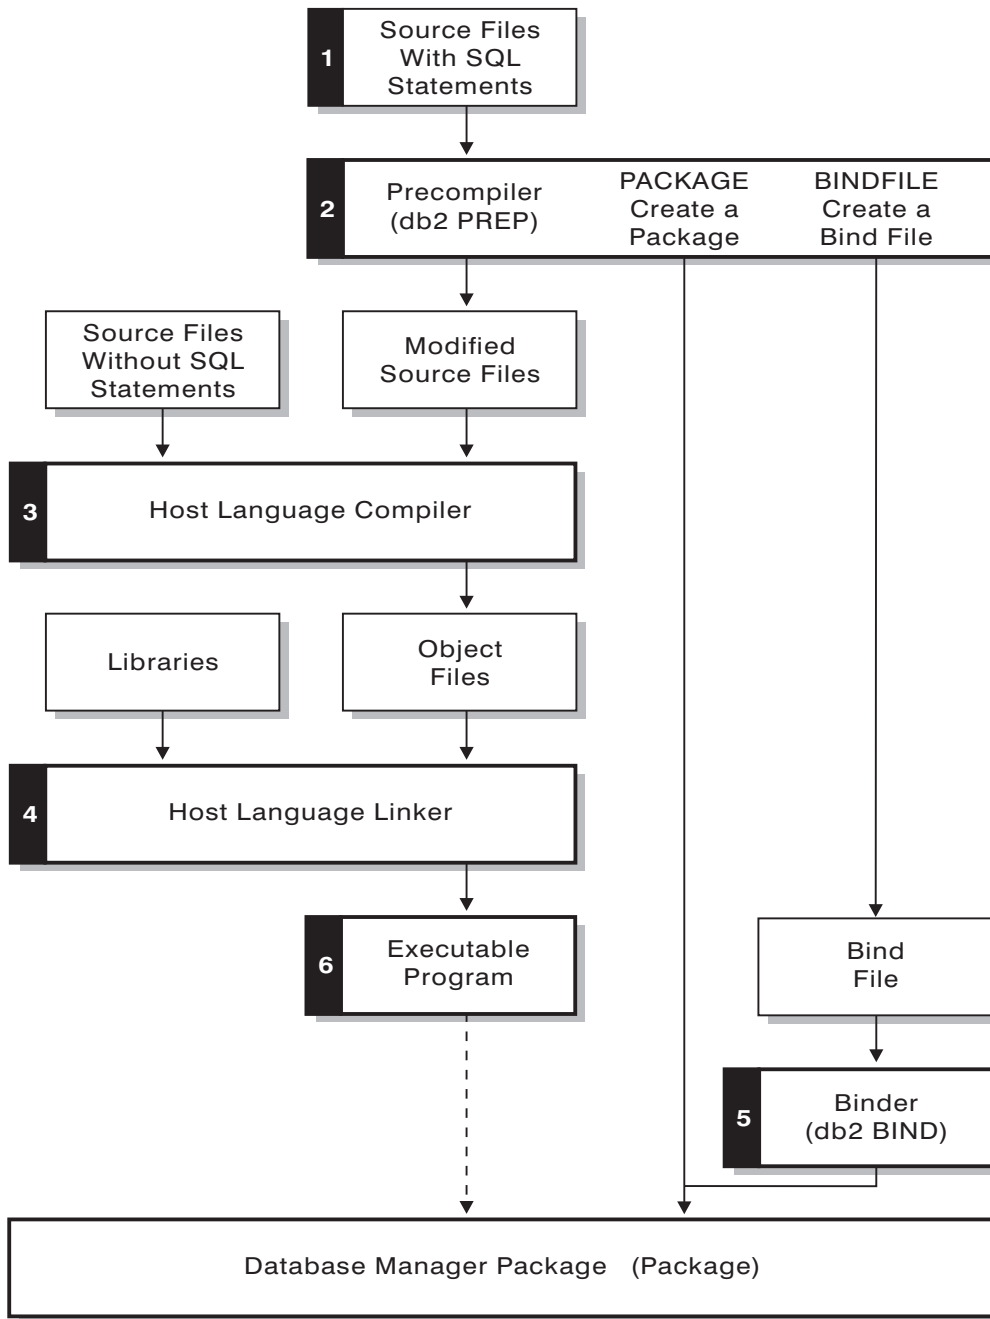 1
Source Files
With SQL
Statements
2
Precompiler
(db2 PREP)
PACKAGE
Create a
Package
BINDFILE
Create a
Bind File
Source Files
Without SQL
Statements
Modified
Source Files
3
Host Language Compiler
Libraries
Object
Files
4
Host Language Linker
6
Executable
Program
Bind
File
5
Binder
(db2 BIND)
Database Manager Package (Package)